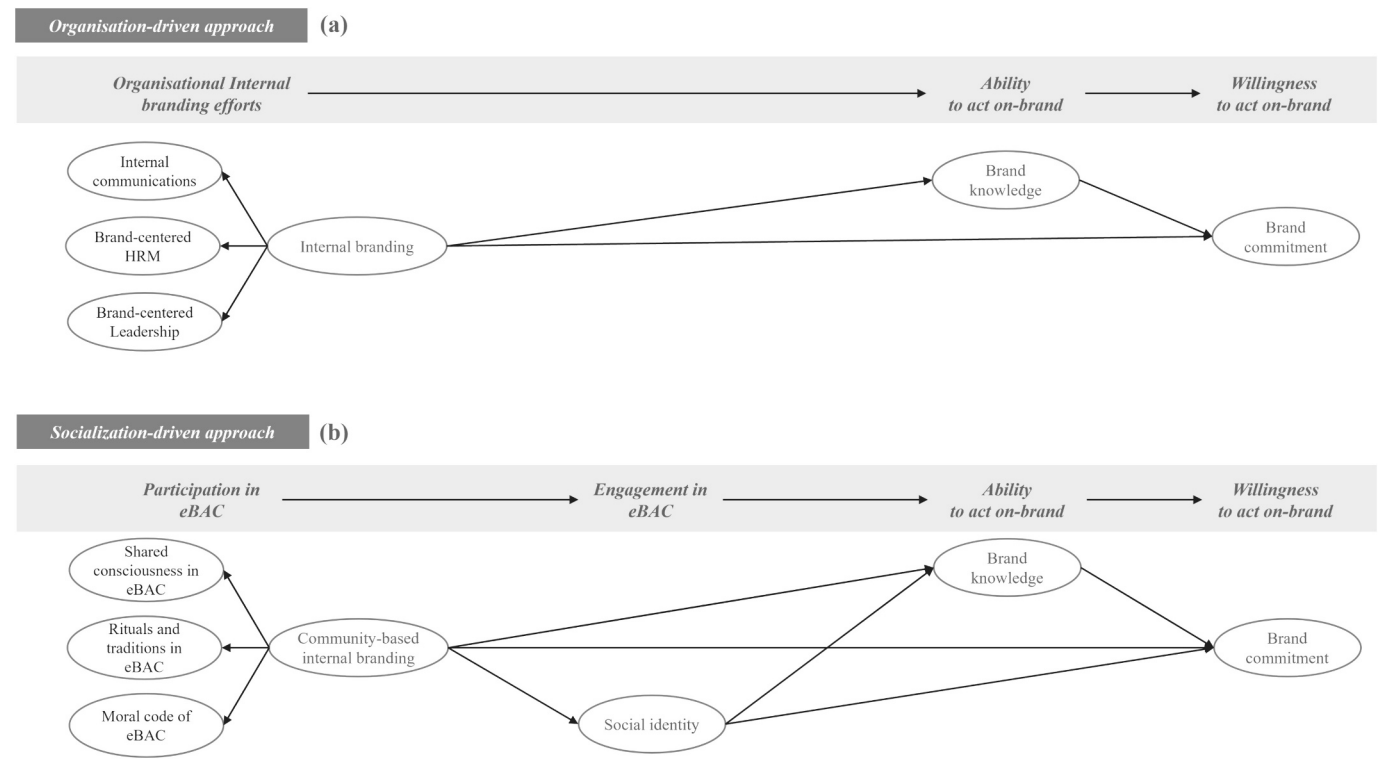 Organisation-driven approach (a)
Organisational Internal
branding efforts
Ability
to act on-brand
Willingness
to act on-brand
Internal
communications
Brand-centered
HRM
Brand-centered
Leadership
Internal branding
Brand
knowledge
Brand
commitment
Socialization-driven approach (b)
Participation in
eBAC
Engagement in
eBAC
Ability
to act on-brand
Willingness
to act on-brand
Shared
consciousness in
eBAC
Rituals and
traditions in
eBAC
Moral code of
eBAC
Community-based
internal branding
Social identity
Brand
knowledge
Brand
commitment